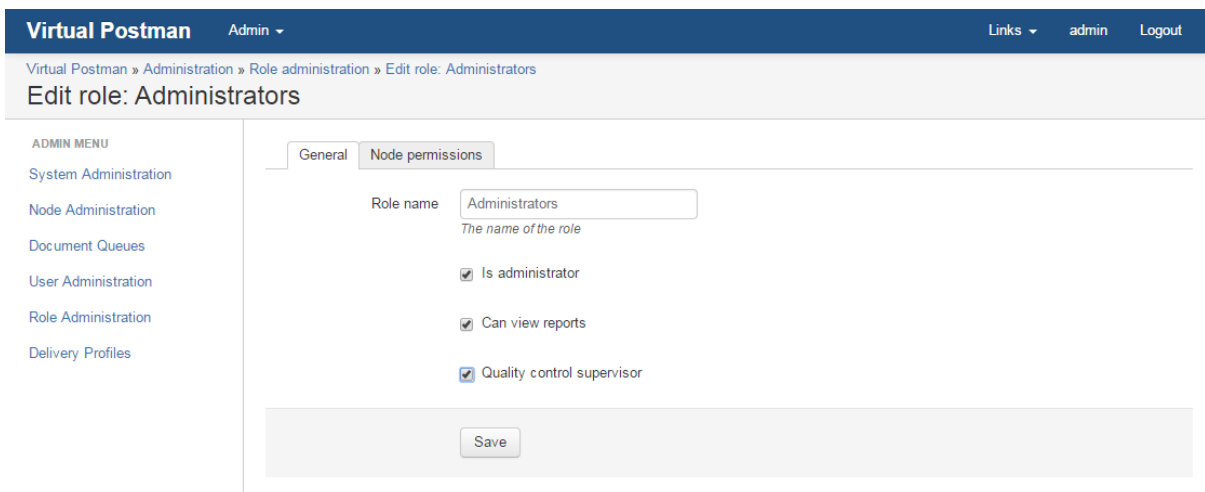 Virtual Postman Admin Links admin Logout
Virtual Postman » Administration » Role administration » Edit role: Administrators
Edit role: Administrators
ADMIN MENU
System Administration
Node Administration
Document Queues
User Administration
Role Administration
Delivery Profiles
General Node permissions
Role name Administrators
The name of the role
Is administrator
Can view reports
Quality control supervisor
Save